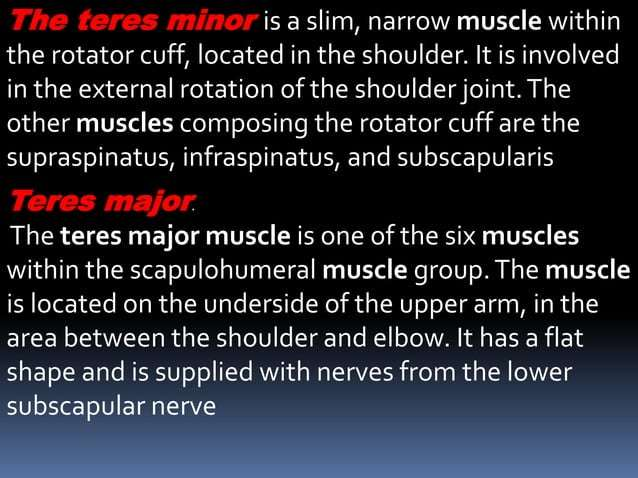 The teres minor is a slim, narrow muscle within
the rotator cuff, located in the shoulder. It is involved
in the external rotation of the shoulder joint. The
other muscles composing the rotator cuff are the
supraspinatus, infraspinatus, and subscapularis
Teres major.
The teres major muscle is one of the six muscles
within the scapulohumeral muscle group. The muscle
is located on the underside of the upper arm, in the
area between the shoulder and elbow. It has a flat
shape and is supplied with nerves from the lower
subscapular nerve